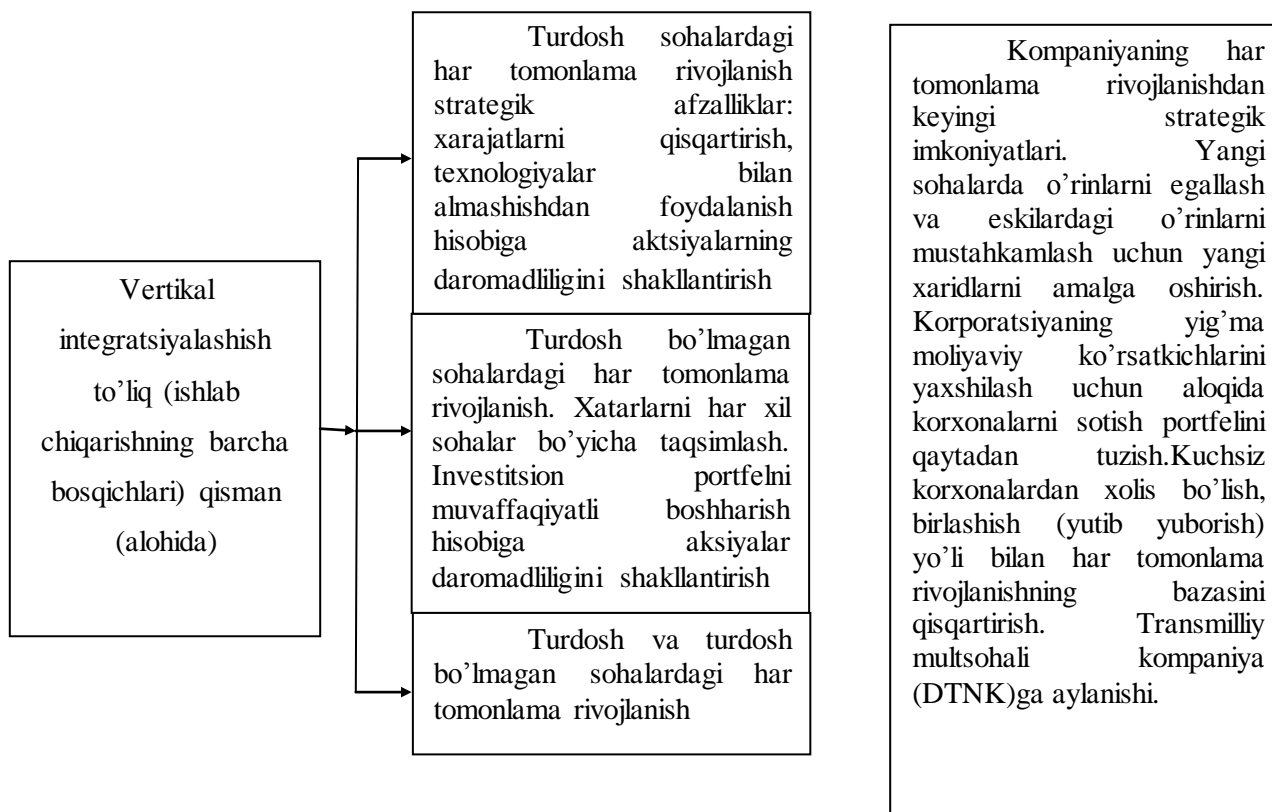 Vertikal
integratsiyalashish
to’liq (ishlab
chiqarishning barcha
bosqichlari) qisman
(alohida)
Turdosh sohalardagi
har tomonlama rivojlanish
strategik afzalliklar:
xarajatlarni qisqartirish,
texnologiyalar bilan
almashishdan foydalanish
hisobiga aktsiyalarning
daromadliligini shakllantirish
Turdosh bo’lmagan
sohalardagi har tomonlama
rivojlanish. Xatarlarni har xil
sohalar bo’yicha taqsimlash.
Investitsion portfelni
muvaffaqiyatli boshharish
hisobiga aksiyalar
daromadliligini shakllantirish
Turdosh va turdosh
bo’lmagan sohalardagi har
tomonlama rivojlanish
Kompaniyaning har
tomonlama rivojlanishdan
keyingi strategik
imkoniyatlari. Yangi
sohalarda o’rinlarni egallash
va eskilardagi o’rinlarni
mustahkamlash uchun yangi
xaridlarni amalga oshirish.
Korporatsiyaning yig’ma
moliyaviy ko’rsatkichlarini
yaxshilash uchun aloqida
korxonalarni sotish portfelini
qaytadan tuzish.Kuchsiz
korxonalardan xolis bo’lish,
birlashish (yutib yuborish)
yo’li bilan har tomonlama
rivojlanishning bazasini
qisqartirish. Transmilliy
multsohali kompaniya
(DTNK)ga aylanishi.